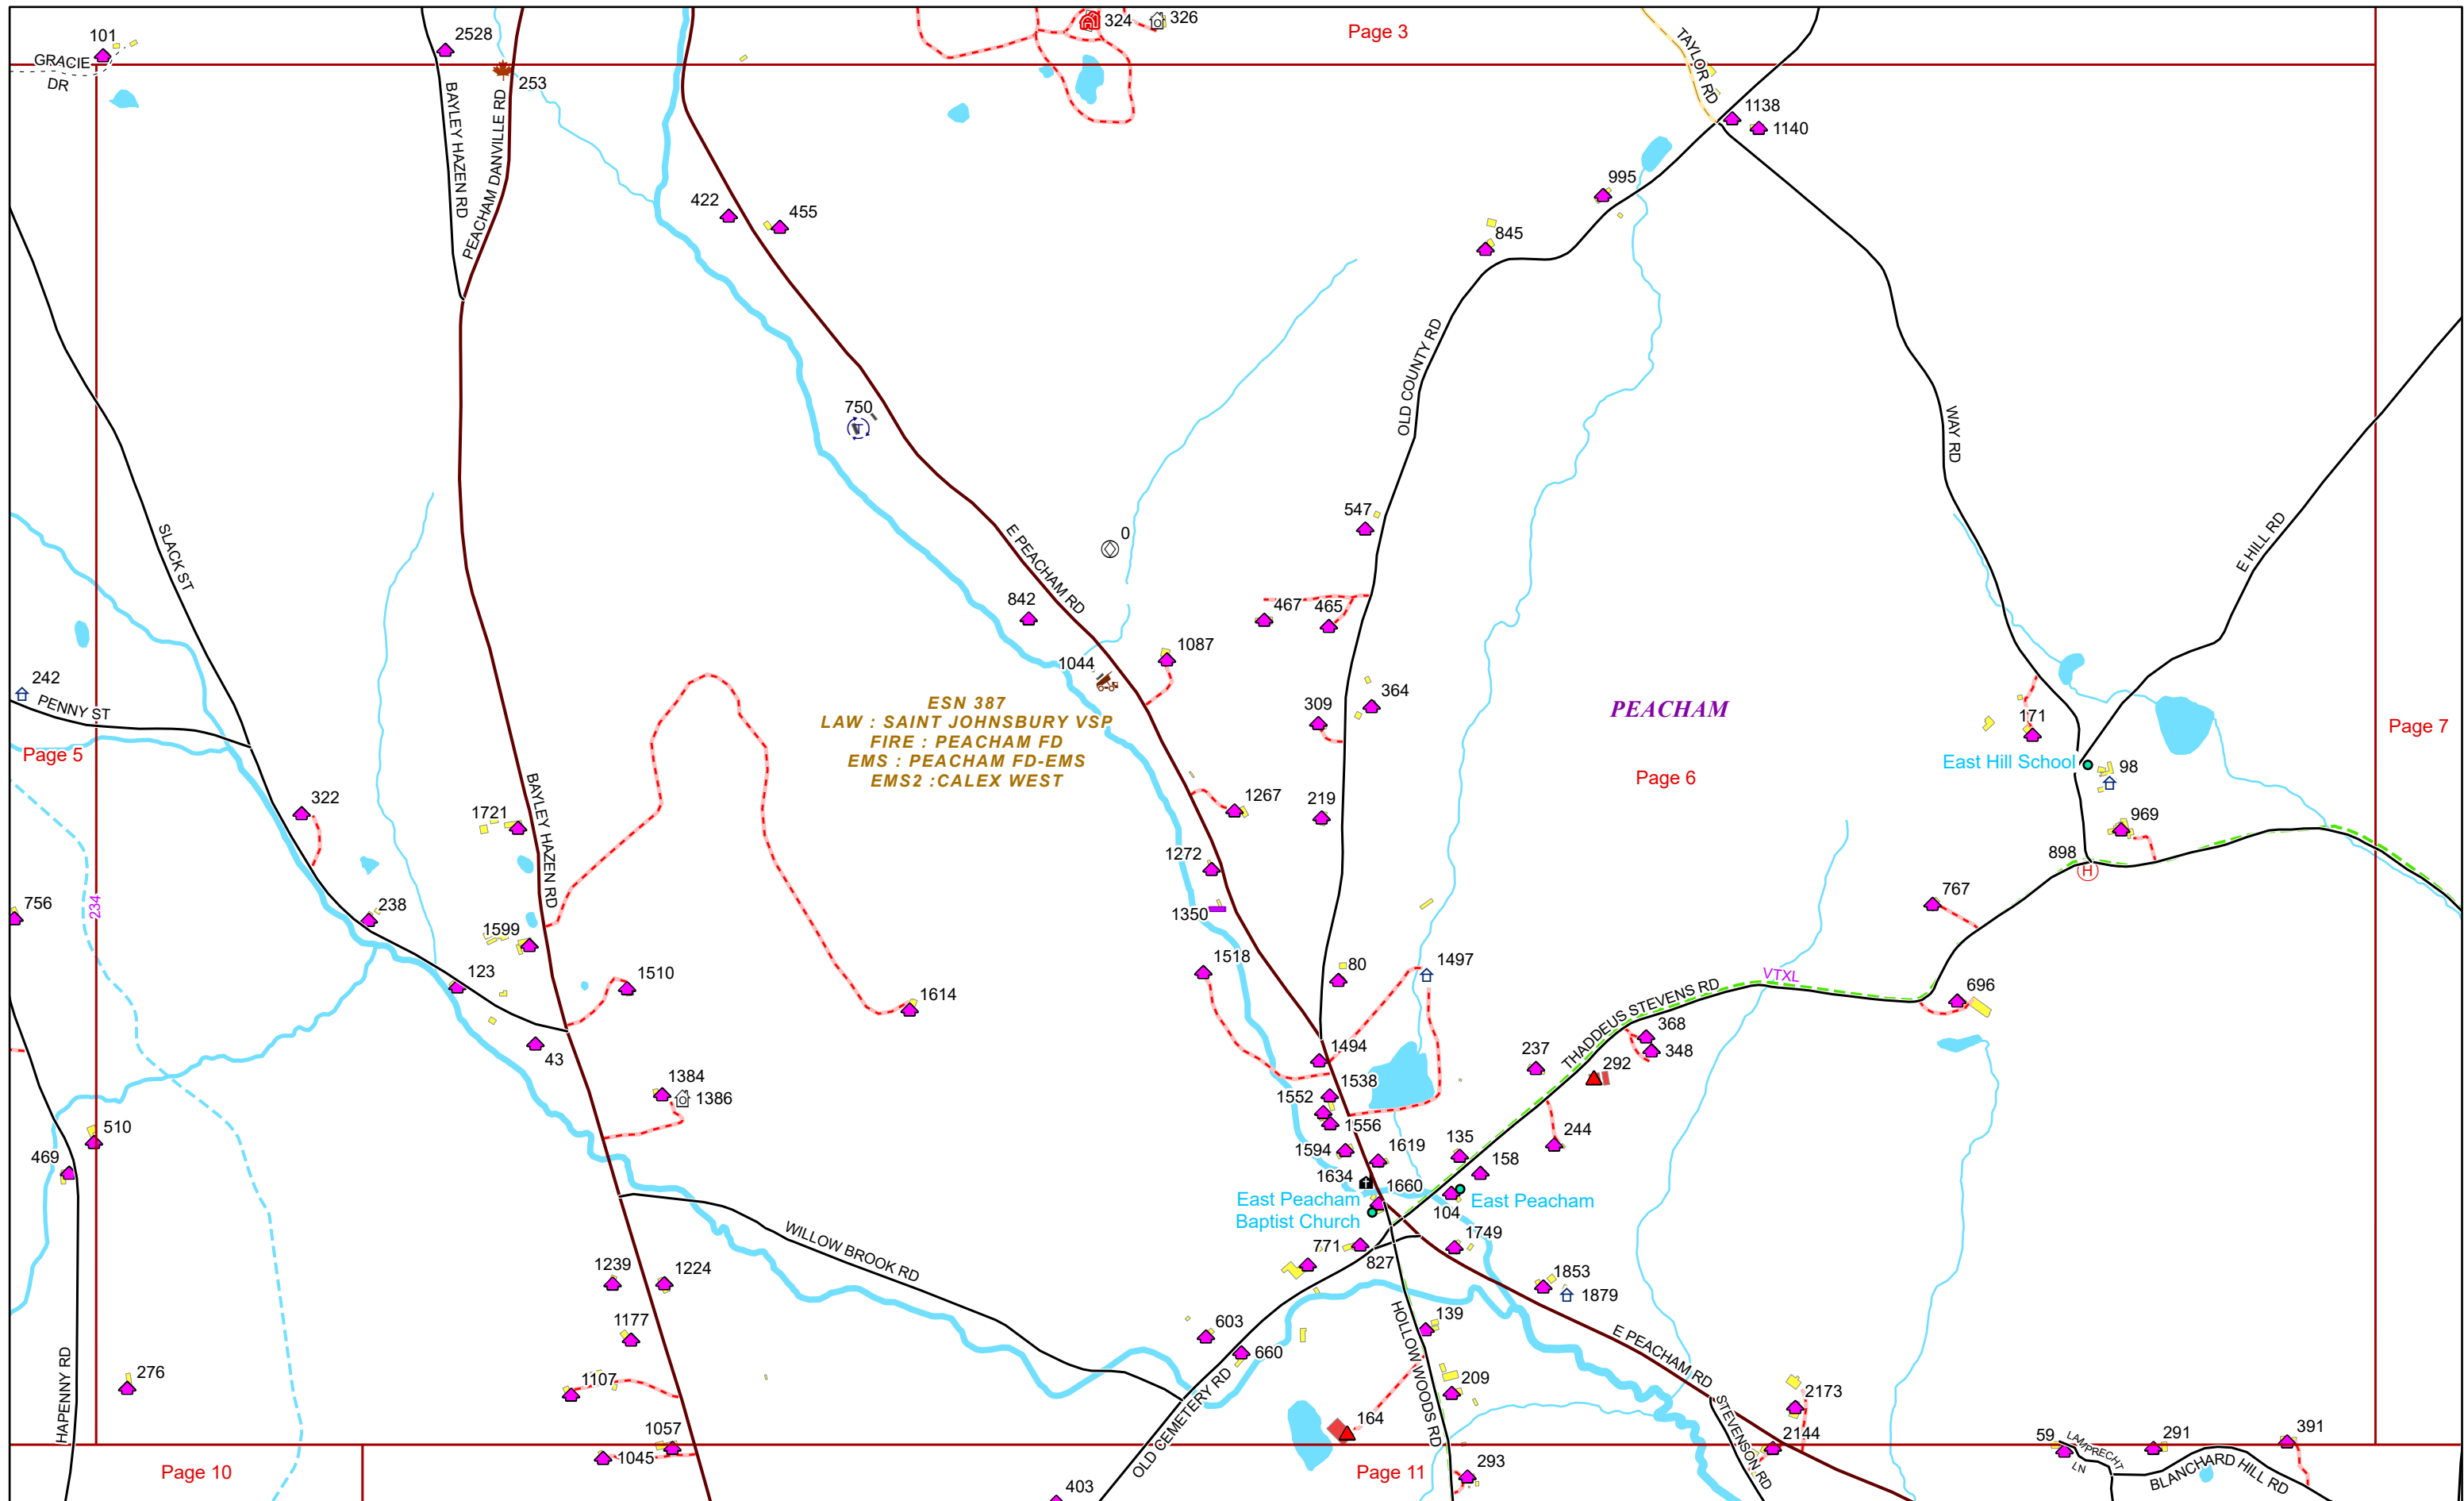 101
GRACIE
DR
2528
BAYLEY HAZEN RD
PEACHAM DANVILLE RD
253
324
326
Page 3
TAYLOR RD
1138
1140
422
455
995
845
OLD COUNTY RD
WAY RD
E HILL RD
750
SLACK ST
547
0
E PEACHAM RD
842
467
465
1044
1087
242
PENNY ST
Page 5
ESN 387
LAW : SAINT JOHNSBURY VSP
FIRE : PEACHAM FD
EMS : PEACHAM FD-EMS
EMS2 :CALEX WEST
309
364
PEACHAM
Page 6
171
Page 7
East Hill School
98
322
1721
BAYLEY HAZEN RD
1267
219
969
1272
898
H
756
234
238
1350
767
1599
123
1510
1614
1518
80
1497
VTXL
THADDEUS STEVENS RD
696
43
1494
237
368
348
292
1384
1386
1538
1552
1556
510
469
1594
1619
135
158
244
1634
1660
East Peacham
Baptist Church
104
East Peacham
WILLOW BROOK RD
1749
771
827
1239
1224
1853
1879
1177
603
660
139
HOLLOW WOODS RD
E PEACHAM RD
HAPENNY RD
276
1107
OLD CEMETERY RD
209
STEVENSON RD
2173
164
1057
1045
2144
59
LAMPRECHT
LN
291
391
BLANCHARD HILL RD
Page 10
Page 11
293
403